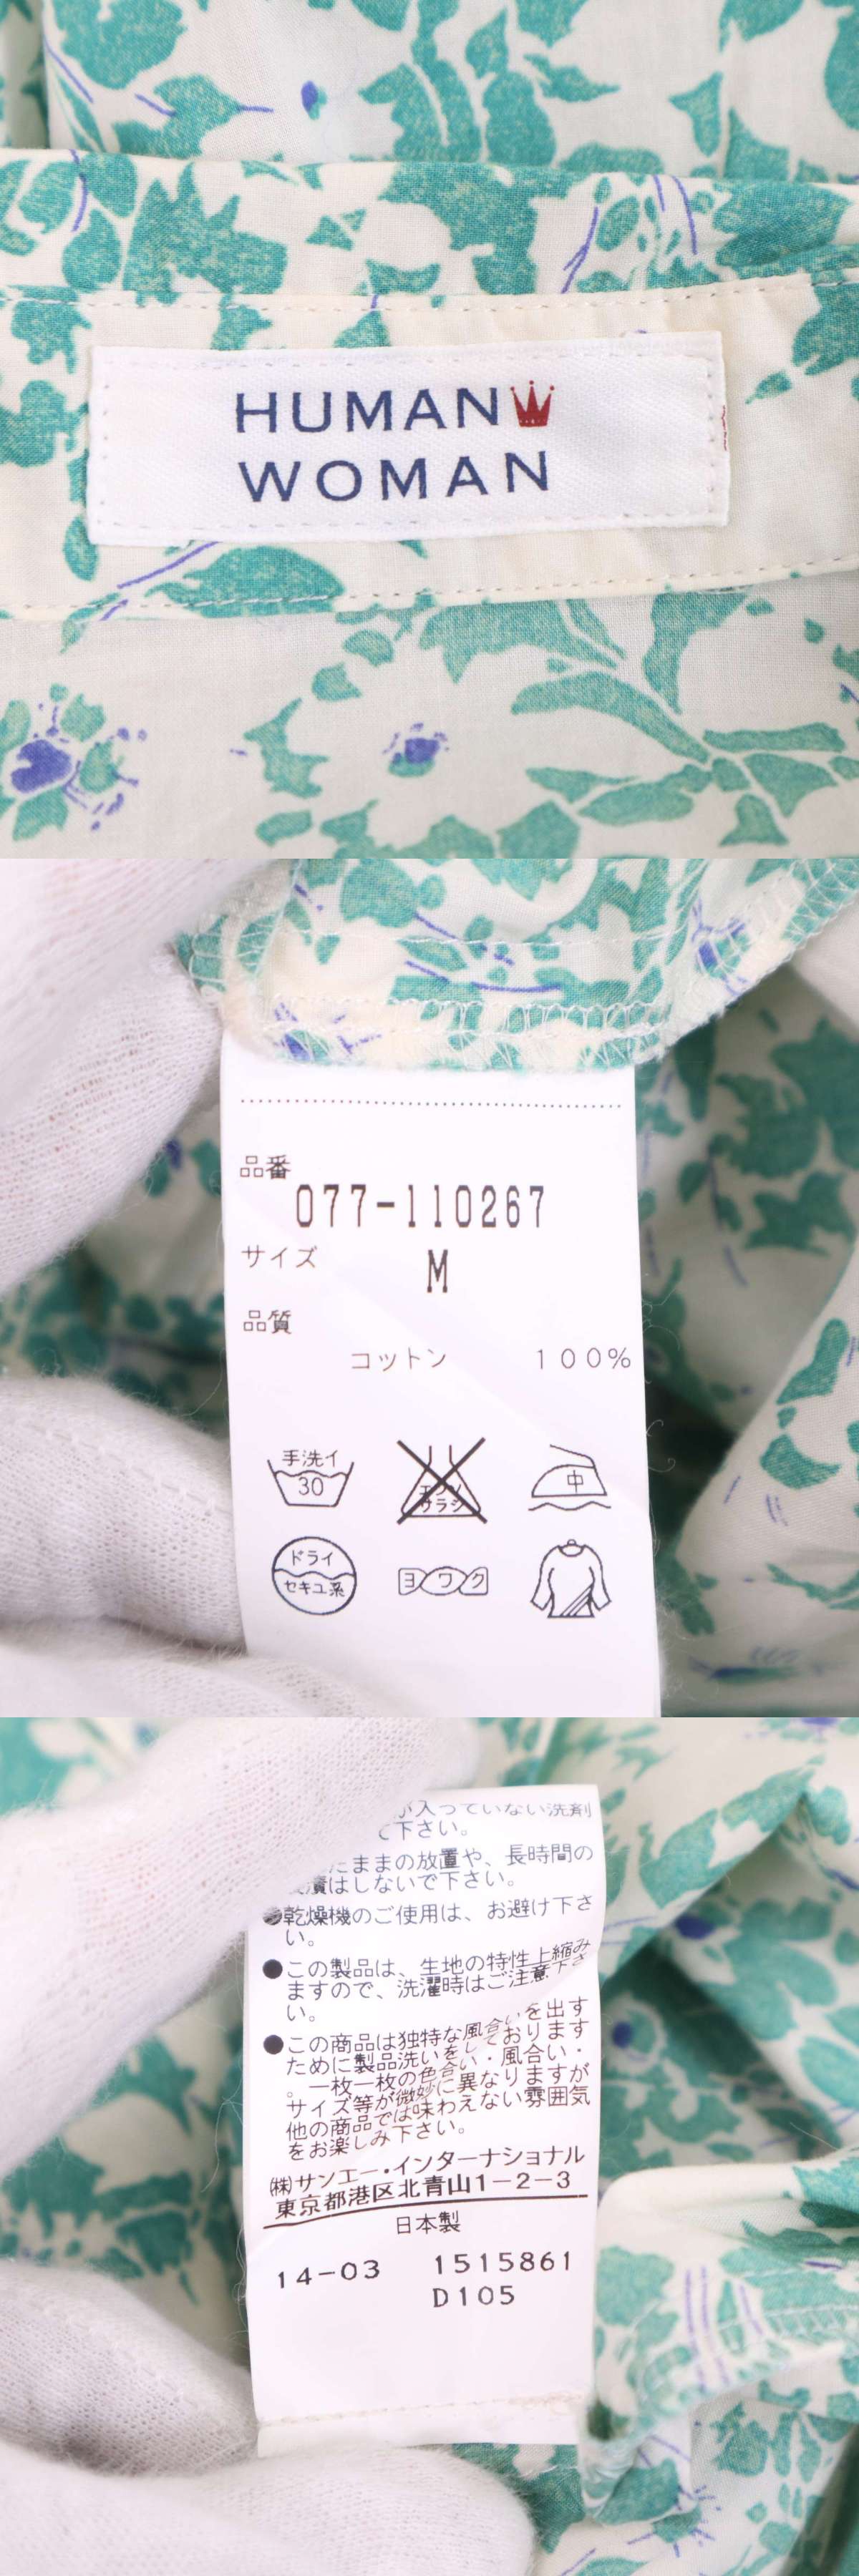 HUMAN
WOMAN
品番
077-110267
サイズ
M
品質
コットン 100%
手洗イ
30
エンソ
サラシ
中
ドライ
セキユ系
ヨワク
が入っていない洗剤
て下さい。
たままの放置や、長時間の
漬はしないで下さい。
●乾燥機のご使用は、お避け下さ
い。
●この製品は、生地の特性上縮み
ますので、洗濯時はご注意下さ
い。
●この商品は独特な風合いを出す
ために製品洗いをしております
。一枚一枚の色合い・風合い・
サイズ等が微妙に異なりますが
他の商品では味わえない雰囲気
をお楽しみ下さい。
㈱サンエー・インターナショナル
東京都港区北青山1-2-3
日本製
14-03 1515861
D105